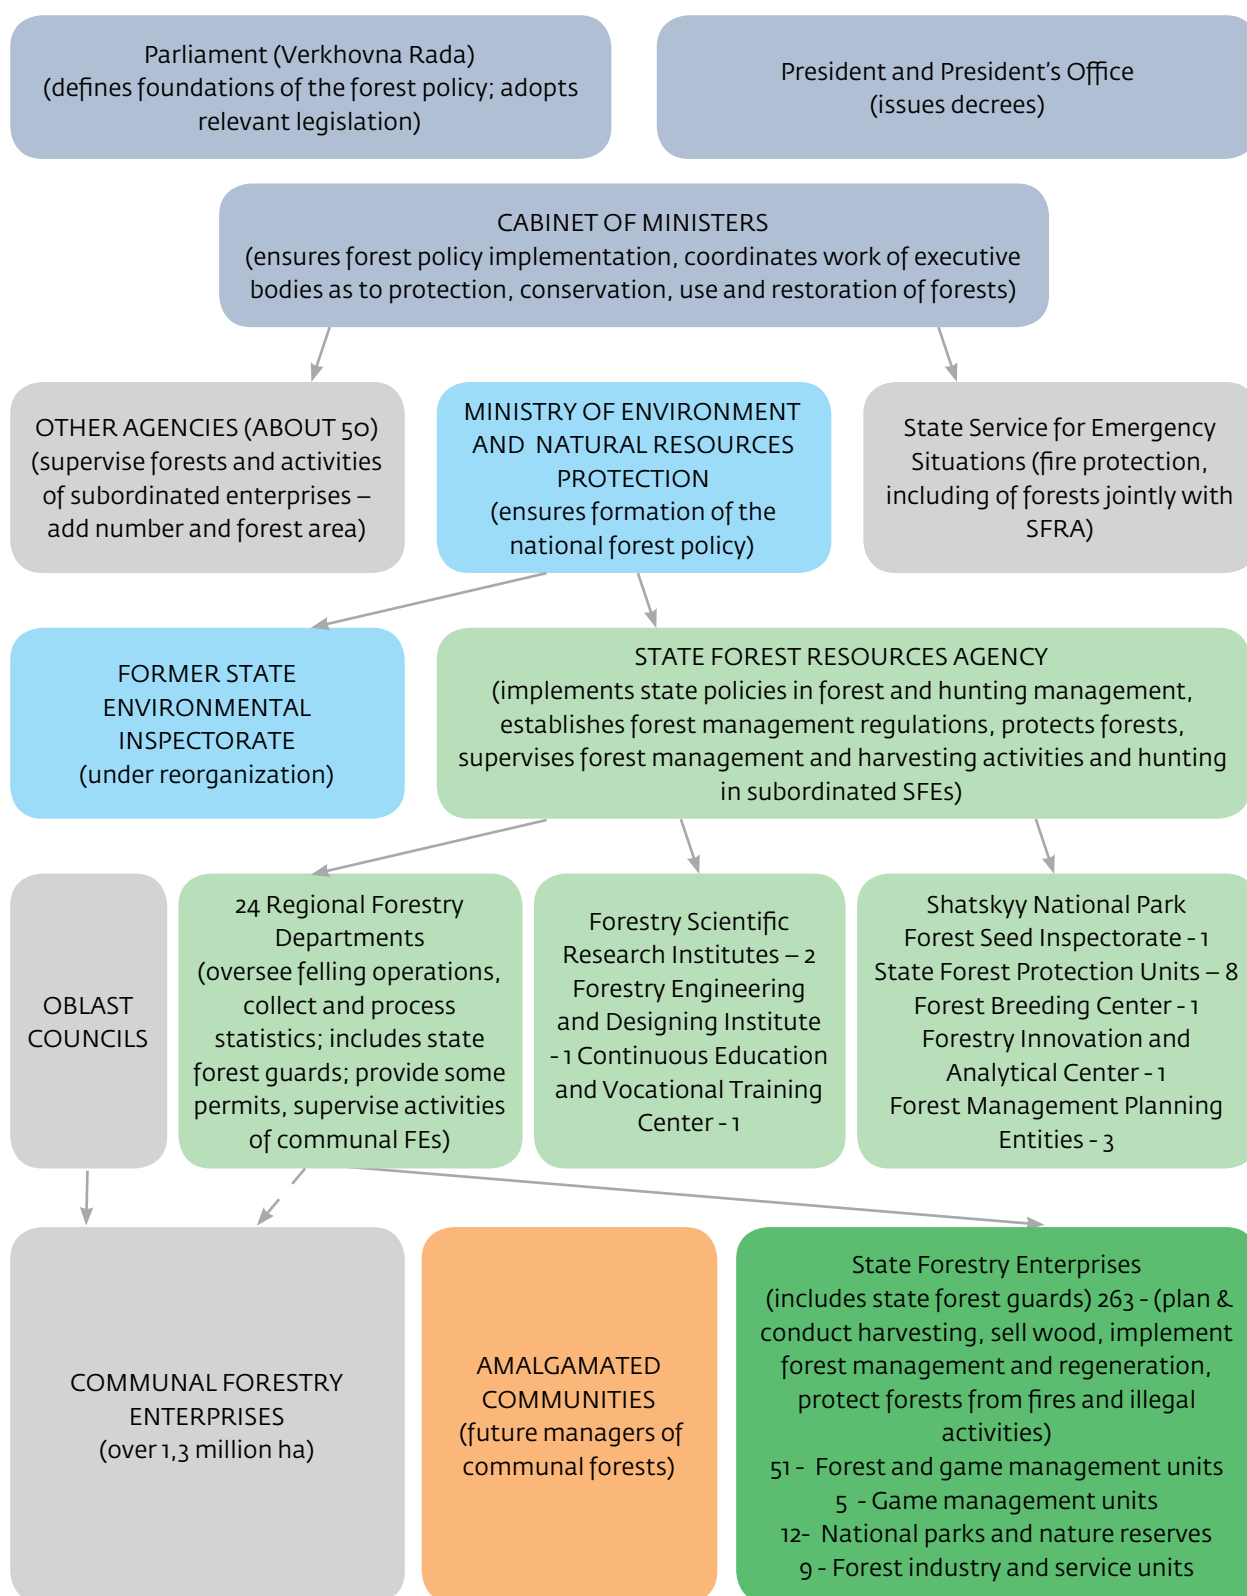 Parliament (Verkhovna Rada)
(defines foundations of the forest policy; adopts
relevant legislation)
President and President’s Office
(issues decrees)
CABINET OF MINISTERS
(ensures forest policy implementation, coordinates work of executive
bodies as to protection, conservation, use and restoration of forests)
OTHER AGENCIES (ABOUT 50)
(supervise forests and activities
of subordinated enterprises –
add number and forest area)
MINISTRY OF ENVIRONMENT
AND NATURAL RESOURCES
PROTECTION
(ensures formation of the
national forest policy)
State Service for Emergency
Situations (fire protection,
including of forests jointly with
SFRA)
FORMER STATE
ENVIRONMENTAL
INSPECTORATE
(under reorganization)
STATE FOREST RESOURCES AGENCY
(implements state policies in forest and hunting management,
establishes forest management regulations, protects forests,
supervises forest management and harvesting activities and hunting
in subordinated SFEs)
OBLAST
COUNCILS
24 Regional Forestry
Departments
(oversee felling operations,
collect and process
statistics; includes state
forest guards; provide some
permits, supervise activities
of communal FEs)
Forestry Scientific
Research Institutes – 2
Forestry Engineering
and Designing Institute
- 1 Continuous Education
and Vocational Training
Center - 1
Shatskyy National Park
Forest Seed Inspectorate - 1
State Forest Protection Units – 8
Forest Breeding Center - 1
Forestry Innovation and
Analytical Center - 1
Forest Management Planning
Entities - 3
COMMUNAL FORESTRY
ENTERPRISES
(over 1,3 million ha)
AMALGAMATED
COMMUNITIES
(future managers of
communal forests)
State Forestry Enterprises
(includes state forest guards) 263 - (plan &
conduct harvesting, sell wood, implement
forest management and regeneration,
protect forests from fires and illegal
activities)
51 - Forest and game management units
5 - Game management units
12- National parks and nature reserves
9 - Forest industry and service units